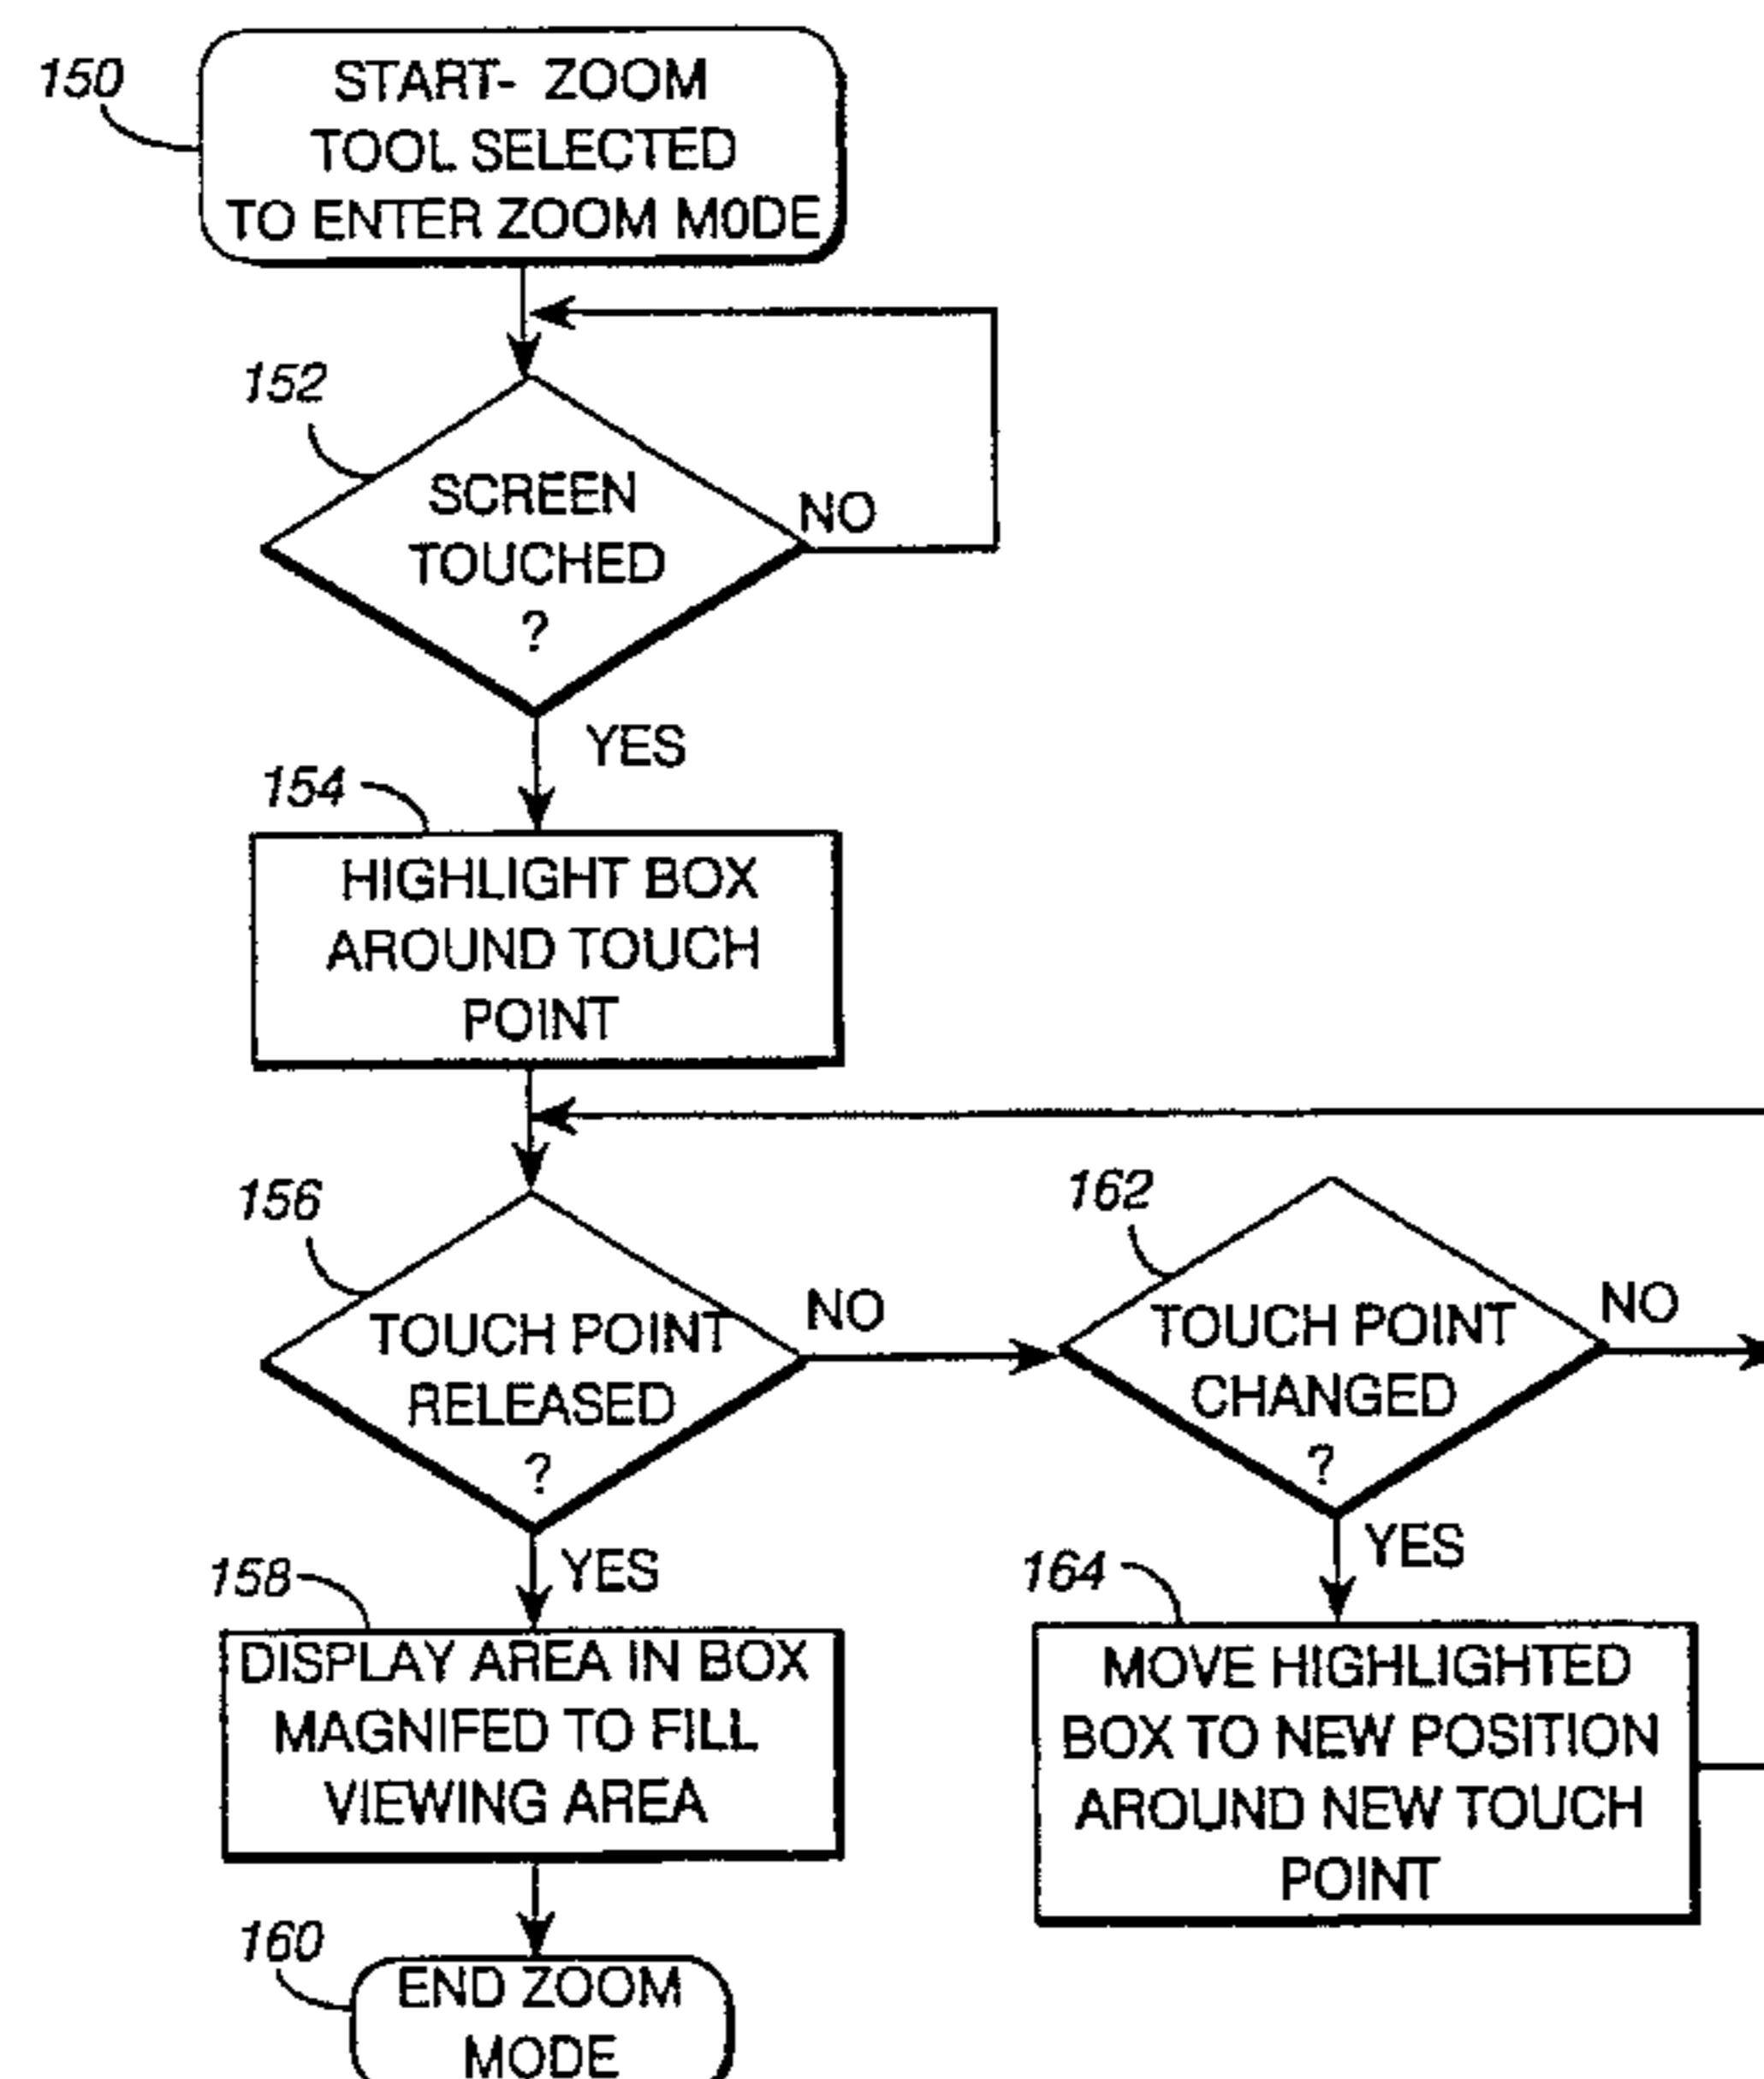 150
START- ZOOM
TOOL SELECTED
TO ENTER ZOOM MODE
152
SCREEN
TOUCHED
?
NO
YES
154
HIGHLIGHT BOX
AROUND TOUCH
POINT
156
TOUCH POINT
RELEASED
?
NO
YES
162
TOUCH POINT
CHANGED
?
NO
YES
158
DISPLAY AREA IN BOX
MAGNIFED TO FILL
VIEWING AREA
164
MOVE HIGHLIGHTED
BOX TO NEW POSITION
AROUND NEW TOUCH
POINT
160
END ZOOM
MODE